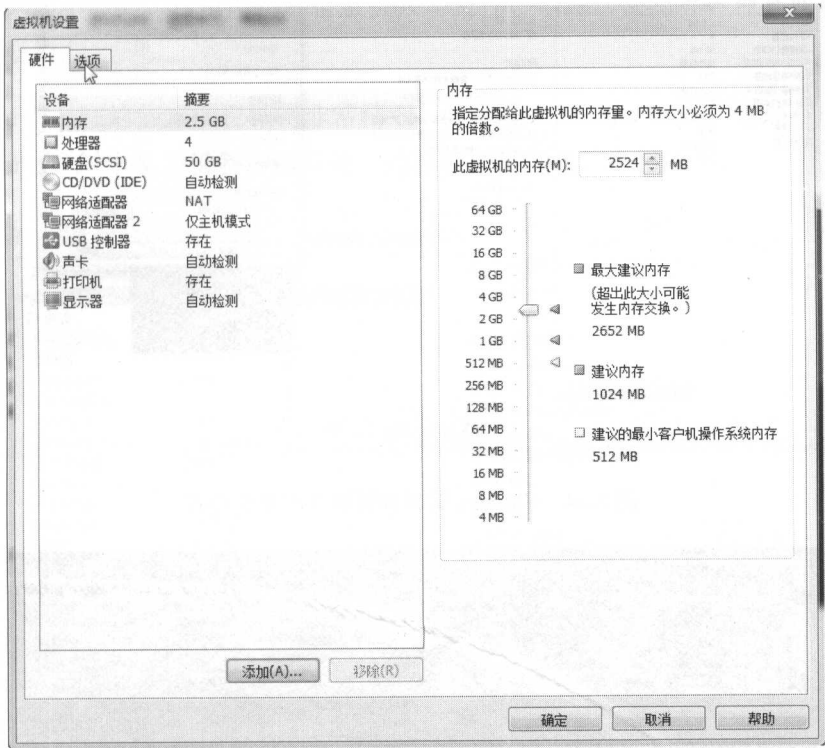 虚拟机设置
硬件 选项
设备 摘要
内存 2.5 GB
处理器 4
硬盘(SCSI) 50 GB
CD/DVD (IDE) 自动检测
网络适配器 NAT
网络适配器 2 仅主机模式
USB 控制器 存在
声卡 自动检测
打印机 存在
显示器 自动检测
添加(A)... 移除(R)
内存
指定分配给此虚拟机的内存量。内存大小必须为 4 MB
的倍数。
此虚拟机的内存(M): 2524 MB
64 GB
32 GB
16 GB
8 GB
4 GB
2 GB
1 GB
512 MB
256 MB
128 MB
64 MB
32 MB
16 MB
8 MB
4 MB
最大建议内存
(超出此大小可能
发生内存交换。)
2652 MB
建议内存
1024 MB
建议的最小客户机操作系统内存
512 MB
确定 取消 帮助